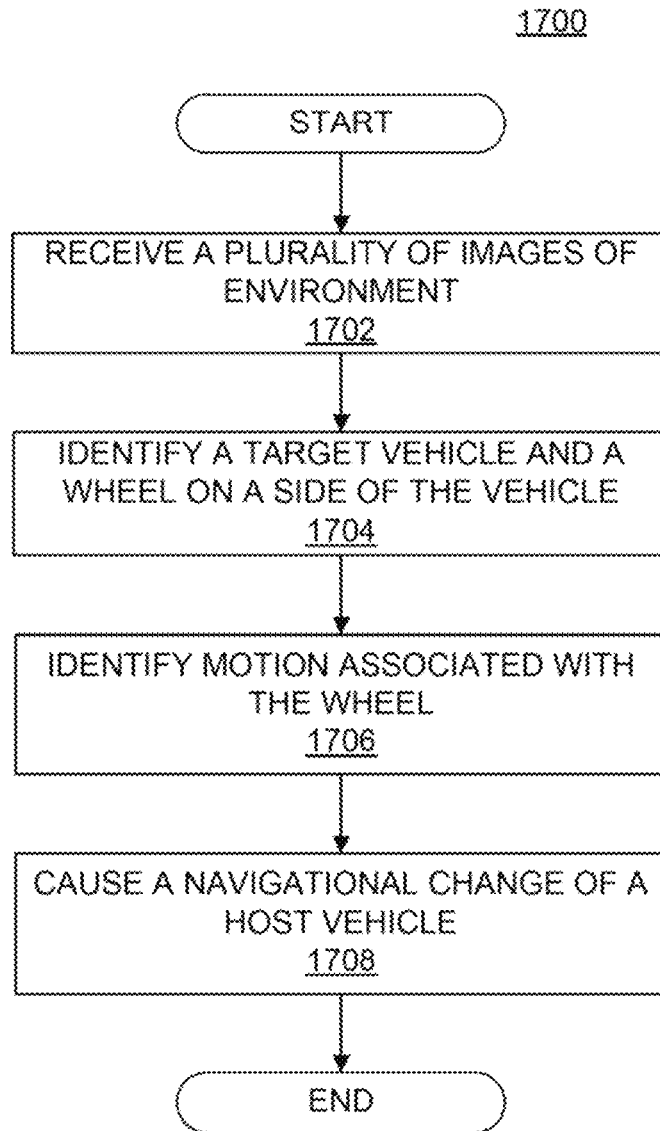 1700
START
RECEIVE A PLURALITY OF IMAGES OF
ENVIRONMENT
1702
IDENTIFY A TARGET VEHICLE AND A
WHEEL ON A SIDE OF THE VEHICLE
1704
IDENTIFY MOTION ASSOCIATED WITH
THE WHEEL
1706
CAUSE A NAVIGATIONAL CHANGE OF A
HOST VEHICLE
1708
END